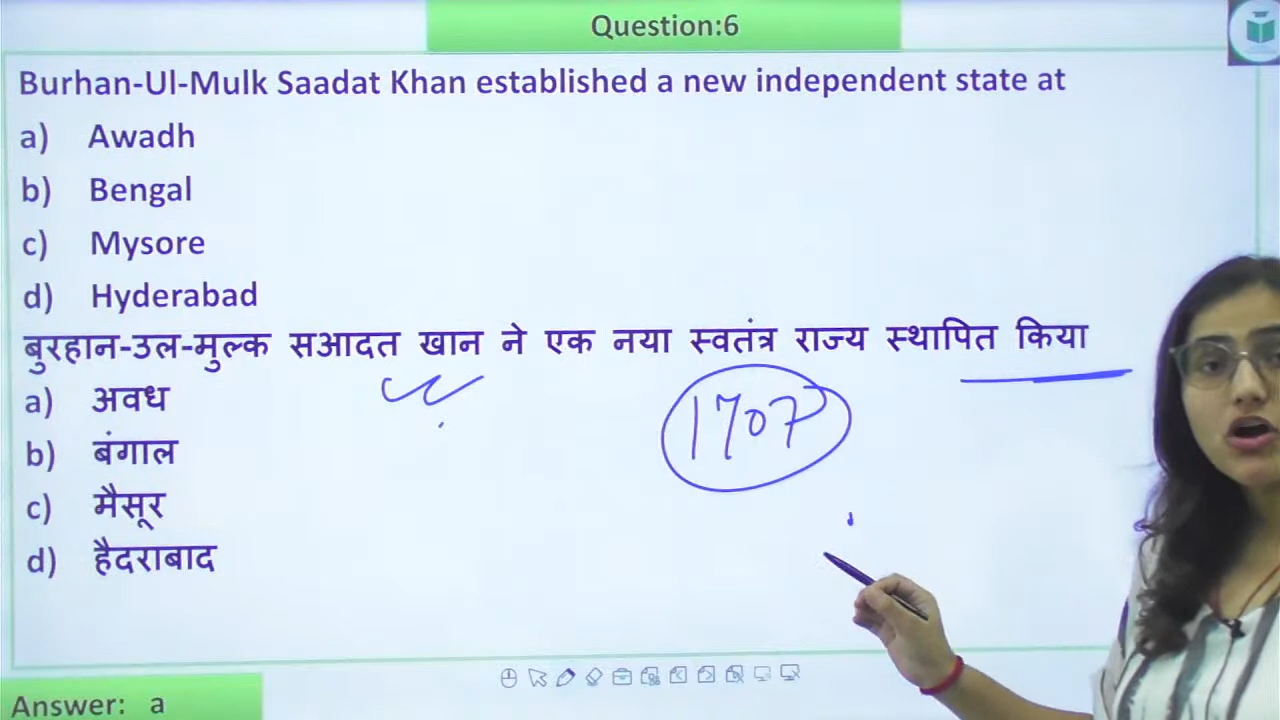 Question:6
Burhan-Ul-Mulk Saadat Khan established a new independent state at
a) Awadh
b) Bengal
c) Mysore
d) Hyderabad
बुरहान-उल-मुल्क सआदत खान ने एक नया स्वतंत्र राज्य स्थापित किया
a) अवध
1707
b) बंगाल
c) मैसूर
d) हैदराबाद
Answer: a